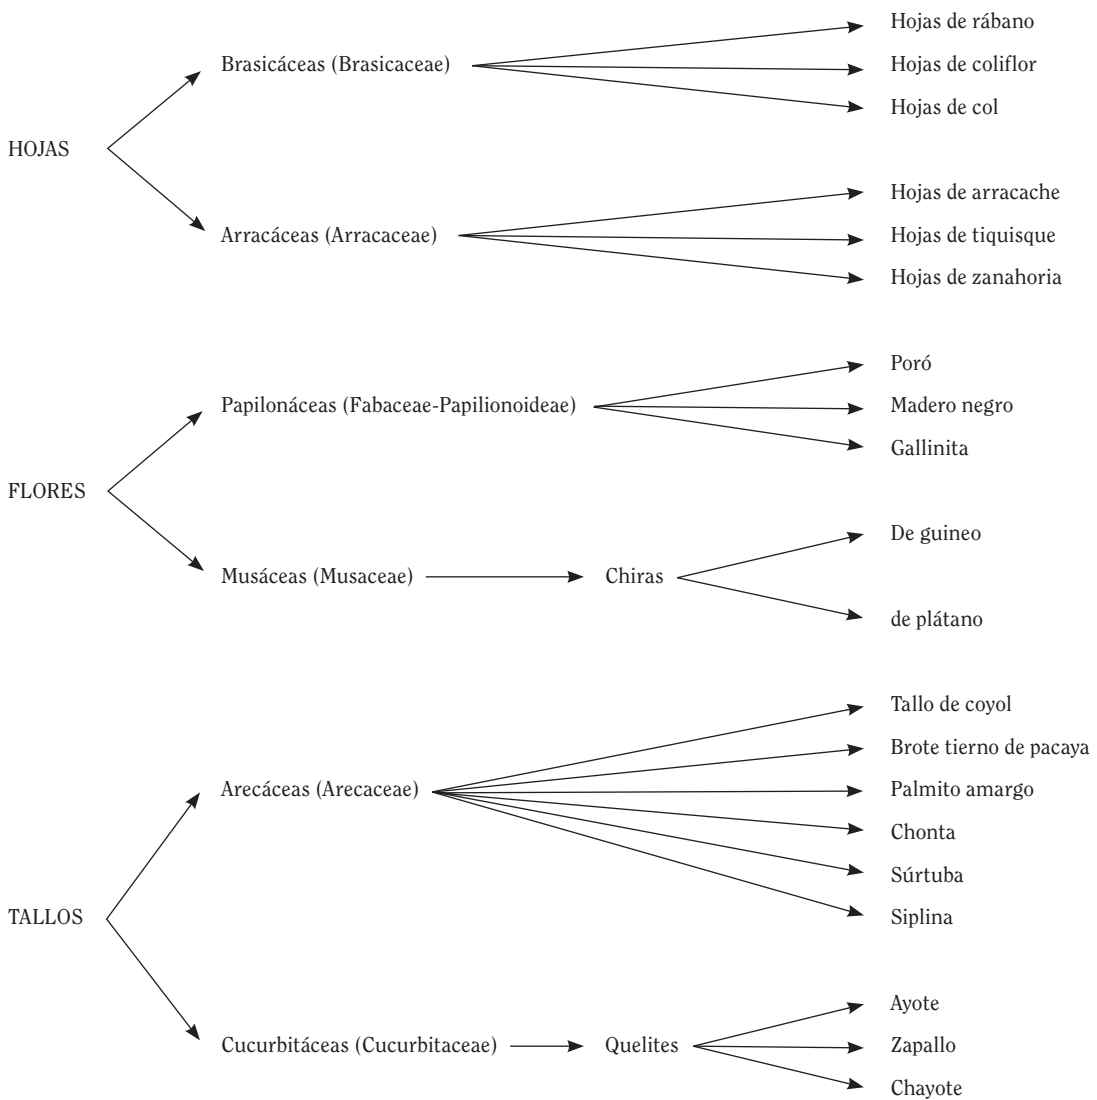 Hojas de rábano
Brasicáceas (Brasicaceae)
Hojas de coliflor
Hojas de col
HOJAS
Hojas de arracache
Arracáceas (Arracaceae)
Hojas de tiquisque
Hojas de zanahoria
Poró
Papilonáceas (Fabaceae-Papilionoideae)
Madero negro
Gallinita
FLORES
De guineo
Musáceas (Musaceae)
Chiras
de plátano
Tallo de coyol
Brote tierno de pacaya
Arecáceas (Arecaceae)
Palmito amargo
Chonta
Súrtuba
TALLOS
Siplina
Ayote
Cucurbitáceas (Cucurbitaceae)
Quelites
Zapallo
Chayote